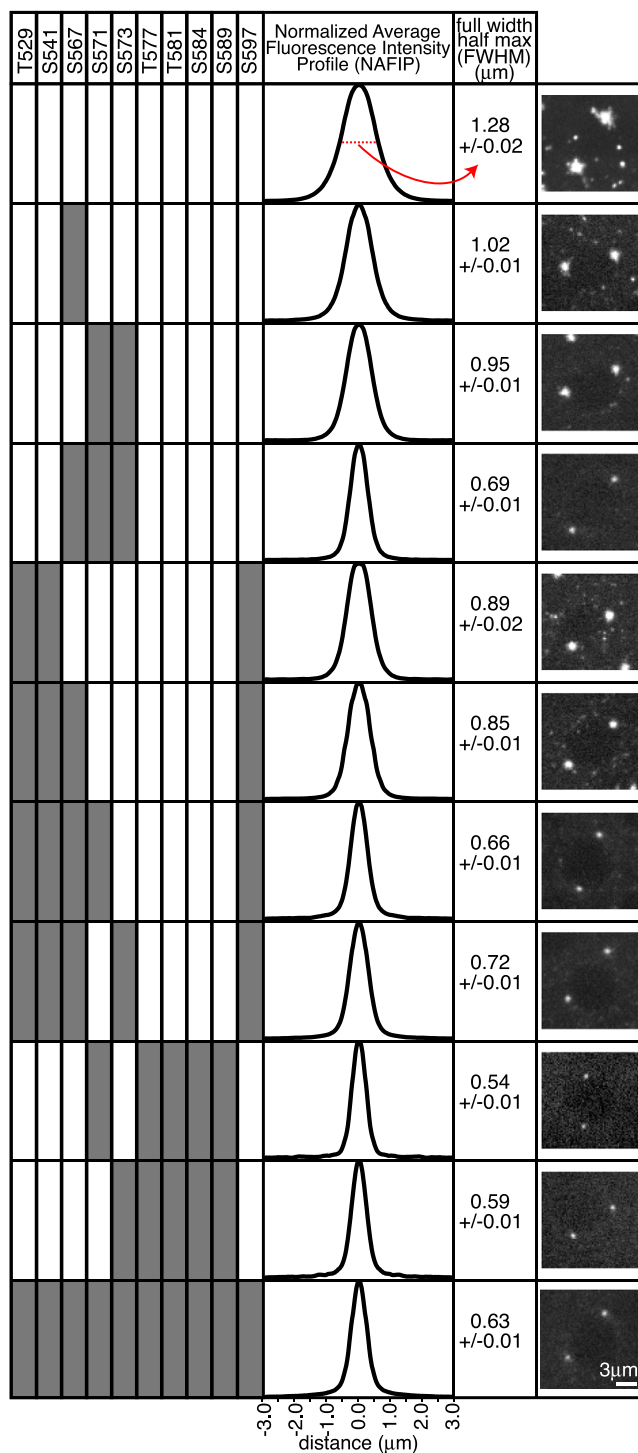 T529
S541
S567
S571
S573
T577
T581
S584
S589
S597
Normalized Average
Fluorescence Intensity
Profile (NAFIP)
full width
half max
(FWHM)
(μm)
1.28
+/-0.02
1.02
+/-0.01
0.95
+/-0.01
0.69
+/-0.01
0.89
+/-0.02
0.85
+/-0.01
0.66
+/-0.01
0.72
+/-0.01
0.54
+/-0.01
0.59
+/-0.01
0.63
+/-0.01
3μm
-3.0
-2.0
-1.0
0.0
1.0
2.0
3.0
distance (μm)